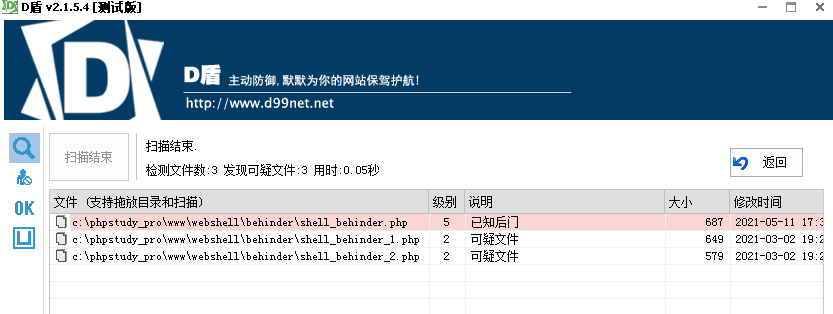 D盾 v2.1.5.4 [测试版]
D盾 主动防御,默默为你的网站保驾护航!
http://www.d99net.net
扫描结束
扫描结束.
检测文件数:3 发现可疑文件:3 用时:0.05秒
返回
OK
文件 (支持拖放目录和扫描) 级别 说明 大小 修改时间
c:\phpstudy_pro\www\webshell\behinder\shell_behinder.php 5 已知后门 687 2021-05-11 17:3
c:\phpstudy_pro\www\webshell\behinder\shell_behinder_1.php 2 可疑文件 649 2021-03-02 19:2
c:\phpstudy_pro\www\webshell\behinder\shell_behinder_2.php 2 可疑文件 579 2021-03-02 19:2